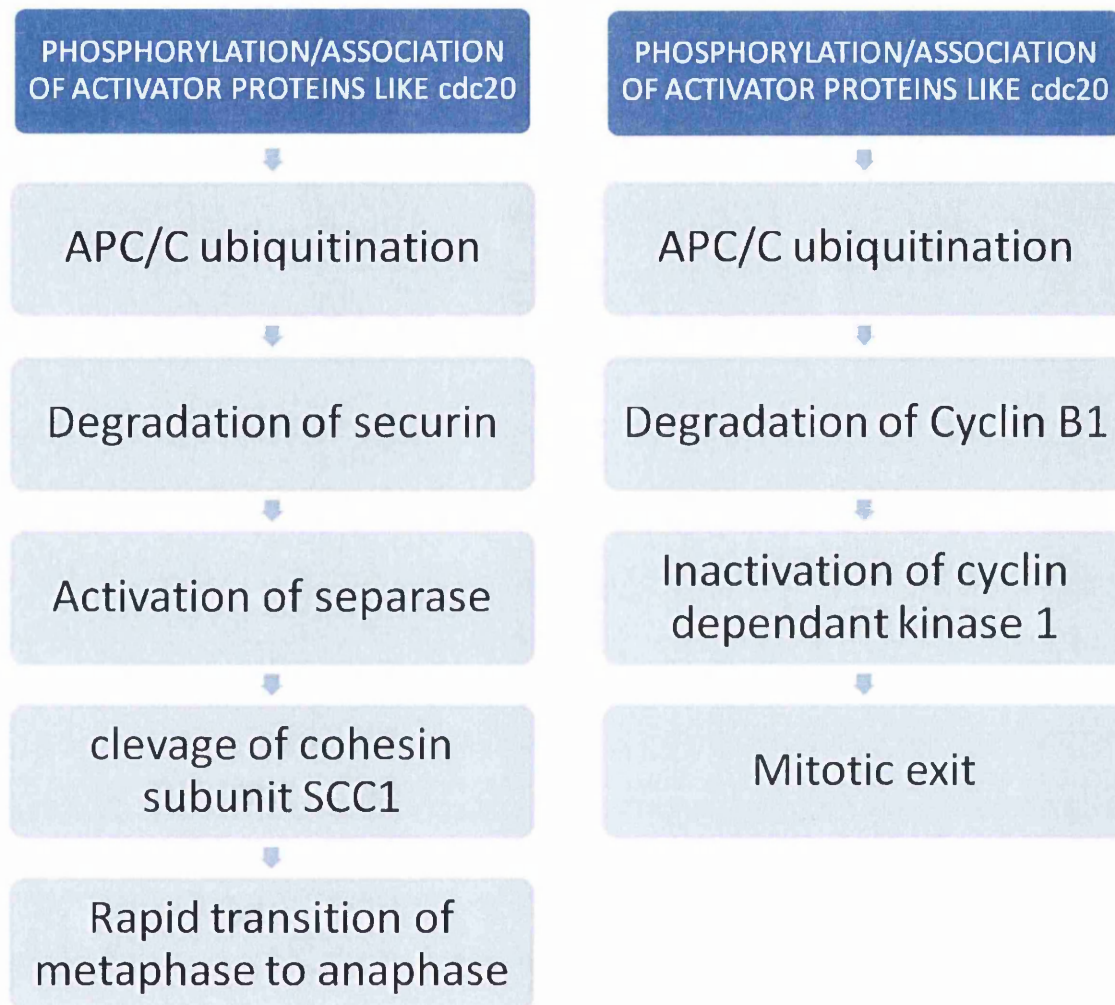 PHOSPHORYLATION/ASSOCIATION
OF ACTIVATOR PROTEINS LIKE cdc20
APC/C ubiquitination
Degradation of securin
Activation of separase
clevage of cohesin
subunit SCC1
Rapid transition of
metaphase to anaphase
PHOSPHORYLATION/ASSOCIATION
OF ACTIVATOR PROTEINS LIKE cdc20
APC/C ubiquitination
Degradation of Cyclin B1
Inactivation of cyclin
dependant kinase 1
Mitotic exit